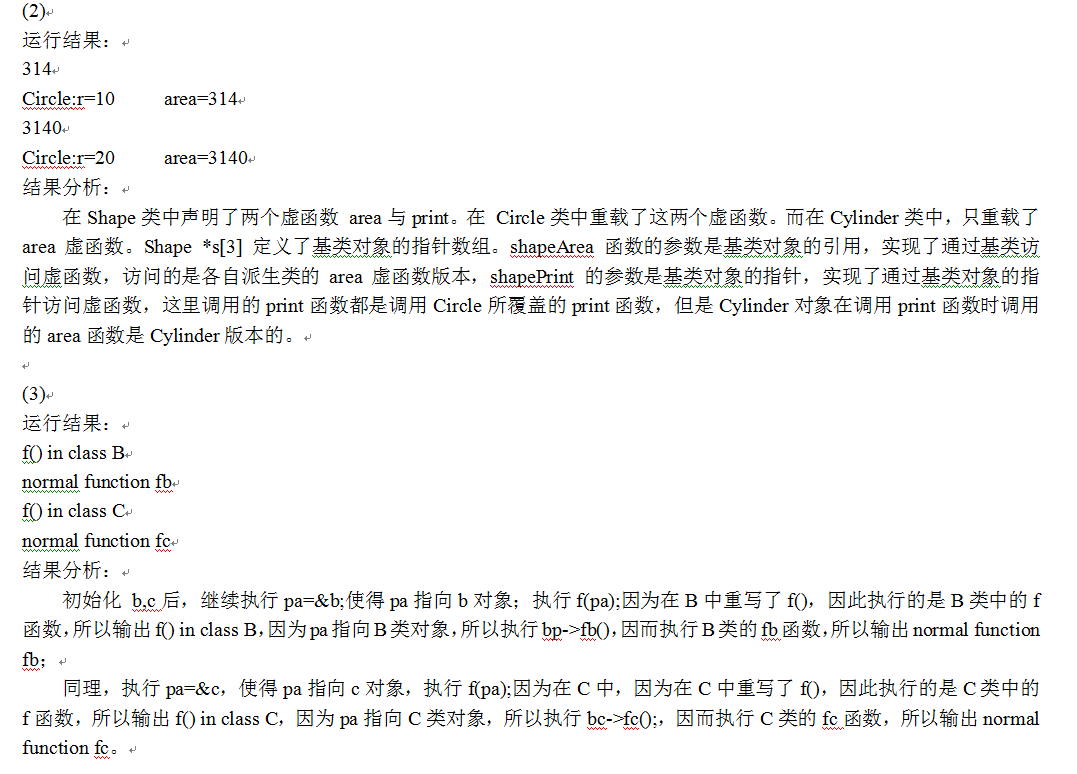 (2)
运行结果：
314
Circle:r=10 area=314
3140
Circle:r=20 area=3140
结果分析：
在 Shape 类中声明了两个虚函数 area 与 print。在 Circle 类中重载了这两个虚函数。而在 Cylinder 类中，只重载了
area 虚函数。Shape *s[3] 定义了基类对象的指针数组。shapeArea 函数的参数是基类对象的引用，实现了通过基类访
问虚函数，访问的是各自派生类的 area 虚函数版本，shapePrint 的参数是基类对象的指针，实现了通过基类对象的指
针访问虚函数，这里调用的 print 函数都是调用 Circle 所覆盖的 print 函数，但是 Cylinder 对象在调用 print 函数时调用
的 area 函数是 Cylinder 版本的。
(3)
运行结果：
f() in class B
normal function fb
f() in class C
normal function fc
结果分析：
初始化 b,c 后，继续执行 pa=&b;使得 pa 指向 b 对象；执行 f(pa);因为在 B 中重写了 f()，因此执行的是 B 类中的 f
函数，所以输出 f() in class B，因为 pa 指向 B 类对象，所以执行 bp->fb()，因而执行 B 类的 fb 函数，所以输出 normal function
fb；
同理，执行 pa=&c，使得 pa 指向 c 对象，执行 f(pa);因为在 C 中，因为在 C 中重写了 f()，因此执行的是 C 类中的
f 函数，所以输出 f() in class C，因为 pa 指向 C 类对象，所以执行 bc->fc();，因而执行 C 类的 fc 函数，所以输出 normal
function fc。